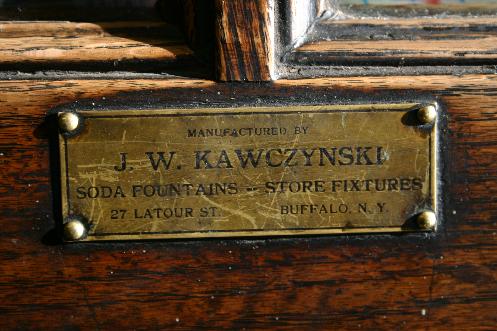 MANUFACTURED BY
J. W. KAWCZYNSKI
SODA FOUNTAINS -- STORE FIXTURES
27 LATOUR ST. BUFFALO, N. Y.